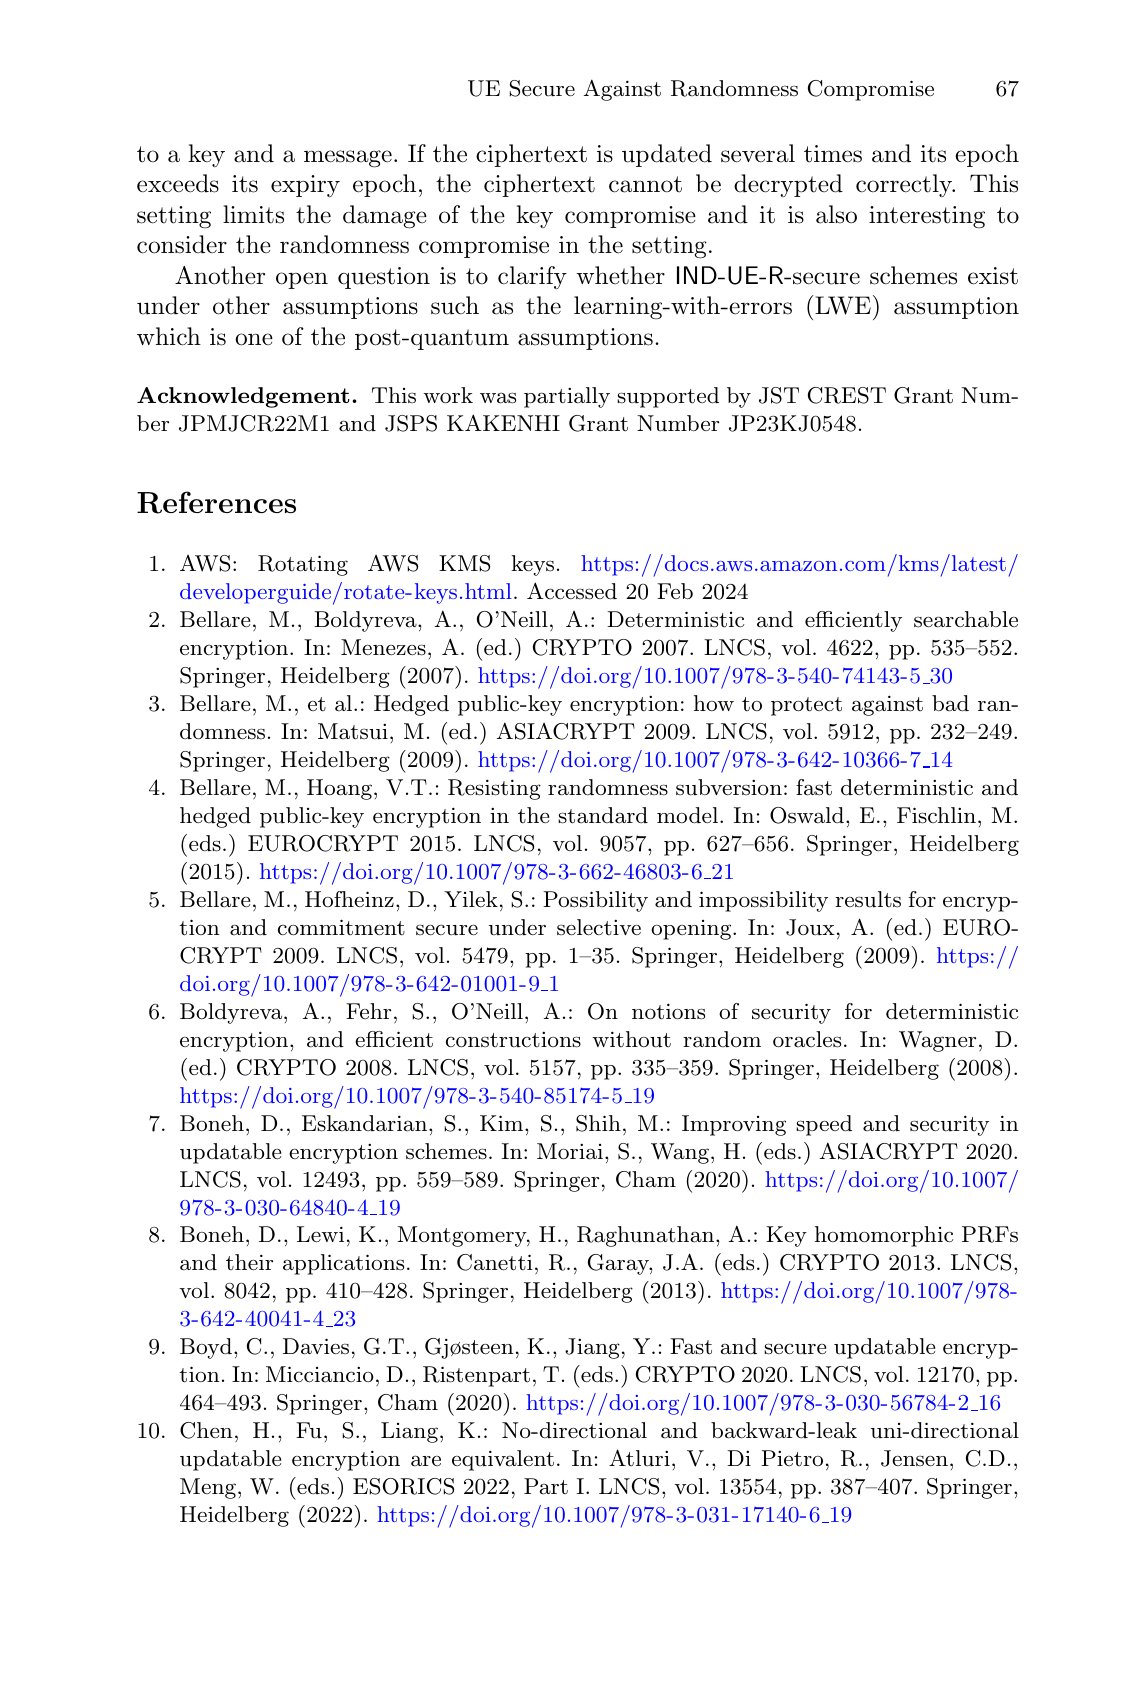 UE Secure Against Randomness Compromise 67
to a key and a message. If the ciphertext is updated several times and its epoch
exceeds its expiry epoch, the ciphertext cannot be decrypted correctly. This
setting limits the damage of the key compromise and it is also interesting to
consider the randomness compromise in the setting.
Another open question is to clarify whether IND-UE-R-secure schemes exist
under other assumptions such as the learning-with-errors (LWE) assumption
which is one of the post-quantum assumptions.
Acknowledgement. This work was partially supported by JST CREST Grant Num-
ber JPMJCR22M1 and JSPS KAKENHI Grant Number JP23KJ0548.
References
1. AWS: Rotating AWS KMS keys. https://docs.aws.amazon.com/kms/latest/
developerguide/rotate-keys.html. Accessed 20 Feb 2024
2. Bellare, M., Boldyreva, A., O'Neill, A.: Deterministic and efficiently searchable
encryption. In: Menezes, A. (ed.) CRYPTO 2007. LNCS, vol. 4622, pp. 535–552.
Springer, Heidelberg (2007). https://doi.org/10.1007/978-3-540-74143-5_30
3. Bellare, M., et al.: Hedged public-key encryption: how to protect against bad ran-
domness. In: Matsui, M. (ed.) ASIACRYPT 2009. LNCS, vol. 5912, pp. 232–249.
Springer, Heidelberg (2009). https://doi.org/10.1007/978-3-642-10366-7_14
4. Bellare, M., Hoang, V.T.: Resisting randomness subversion: fast deterministic and
hedged public-key encryption in the standard model. In: Oswald, E., Fischlin, M.
(eds.) EUROCRYPT 2015. LNCS, vol. 9057, pp. 627–656. Springer, Heidelberg
(2015). https://doi.org/10.1007/978-3-662-46803-6_21
5. Bellare, M., Hofheinz, D., Yilek, S.: Possibility and impossibility results for encryp-
tion and commitment secure under selective opening. In: Joux, A. (ed.) EURO-
CRYPT 2009. LNCS, vol. 5479, pp. 1–35. Springer, Heidelberg (2009). https://
doi.org/10.1007/978-3-642-01001-9_1
6. Boldyreva, A., Fehr, S., O'Neill, A.: On notions of security for deterministic
encryption, and efficient constructions without random oracles. In: Wagner, D.
(ed.) CRYPTO 2008. LNCS, vol. 5157, pp. 335–359. Springer, Heidelberg (2008).
https://doi.org/10.1007/978-3-540-85174-5_19
7. Boneh, D., Eskandarian, S., Kim, S., Shih, M.: Improving speed and security in
updatable encryption schemes. In: Moriai, S., Wang, H. (eds.) ASIACRYPT 2020.
LNCS, vol. 12493, pp. 559–589. Springer, Cham (2020). https://doi.org/10.1007/
978-3-030-64840-4_19
8. Boneh, D., Lewi, K., Montgomery, H., Raghunathan, A.: Key homomorphic PRFs
and their applications. In: Canetti, R., Garay, J.A. (eds.) CRYPTO 2013. LNCS,
vol. 8042, pp. 410–428. Springer, Heidelberg (2013). https://doi.org/10.1007/978-
3-642-40041-4_23
9. Boyd, C., Davies, G.T., Gjøsteen, K., Jiang, Y.: Fast and secure updatable encryp-
tion. In: Micciancio, D., Ristenpart, T. (eds.) CRYPTO 2020. LNCS, vol. 12170, pp.
464–493. Springer, Cham (2020). https://doi.org/10.1007/978-3-030-56784-2_16
10. Chen, H., Fu, S., Liang, K.: No-directional and backward-leak uni-directional
updatable encryption are equivalent. In: Atluri, V., Di Pietro, R., Jensen, C.D.,
Meng, W. (eds.) ESORICS 2022, Part I. LNCS, vol. 13554, pp. 387–407. Springer,
Heidelberg (2022). https://doi.org/10.1007/978-3-031-17140-6_19